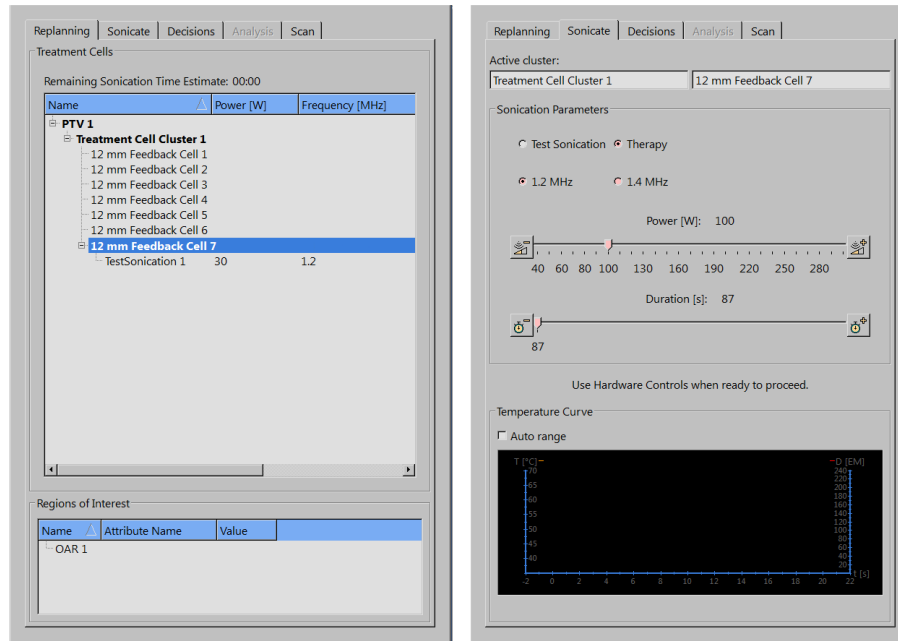 Replanning Sonicate Decisions Analysis Scan
Treatment Cells
Remaining Sonication Time Estimate: 00:00
Name Power [W] Frequency [MHz]
PTV 1
Treatment Cell Cluster 1
12 mm Feedback Cell 1
12 mm Feedback Cell 2
12 mm Feedback Cell 3
12 mm Feedback Cell 4
12 mm Feedback Cell 5
12 mm Feedback Cell 6
12 mm Feedback Cell 7
TestSonication 1 30 1.2
Regions of Interest
Name Attribute Name Value
OAR 1
Replanning Sonicate Decisions Analysis Scan
Active cluster:
Treatment Cell Cluster 1 12 mm Feedback Cell 7
Sonication Parameters
Test Sonication Therapy
1.2 MHz 1.4 MHz
Power [W]: 100
40 60 80 100 130 160 190 220 250 280
Duration [s]: 87
87
Use Hardware Controls when ready to proceed.
Temperature Curve
Auto range
T [°C] D [EM]
70 240
220
65 200
180
60 160
55 140
120
50 100
80
45 60
40 40
20
t [s]
-2 0 2 4 6 8 10 12 14 16 18 20 22